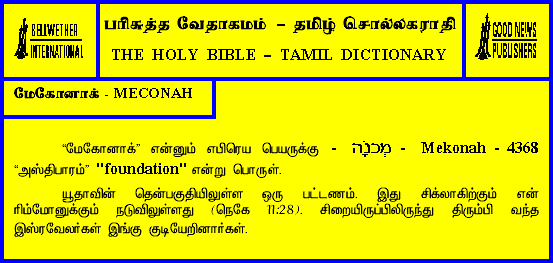 BELLWETHER
INTERNATIONAL
பரிசுத்த வேதாகமம் – தமிழ் சொல்லகராதி
THE HOLY BIBLE – TAMIL DICTIONARY
GOOD NEWS
PUBLISHERS
மேகோனாக் - MECONAH
“மேகோனாக்” என்னும் எபிரெய பெயருக்கு - מְכֹנָה - Mekonah - 4368
“அஸ்திபாரம்” "foundation" என்று பொருள்.
யூதாவின் தென்பகுதியிலுள்ள ஒரு பட்டணம். இது சிக்லாகிற்கும் என்
ரிம்மோனுக்கும் நடுவிலுள்ளது (நெகே 11:28). சிறையிருப்பிலிருந்து திரும்பி வந்த
இஸ்ரவேலர்கள் இங்கு குடியேறினார்கள்.